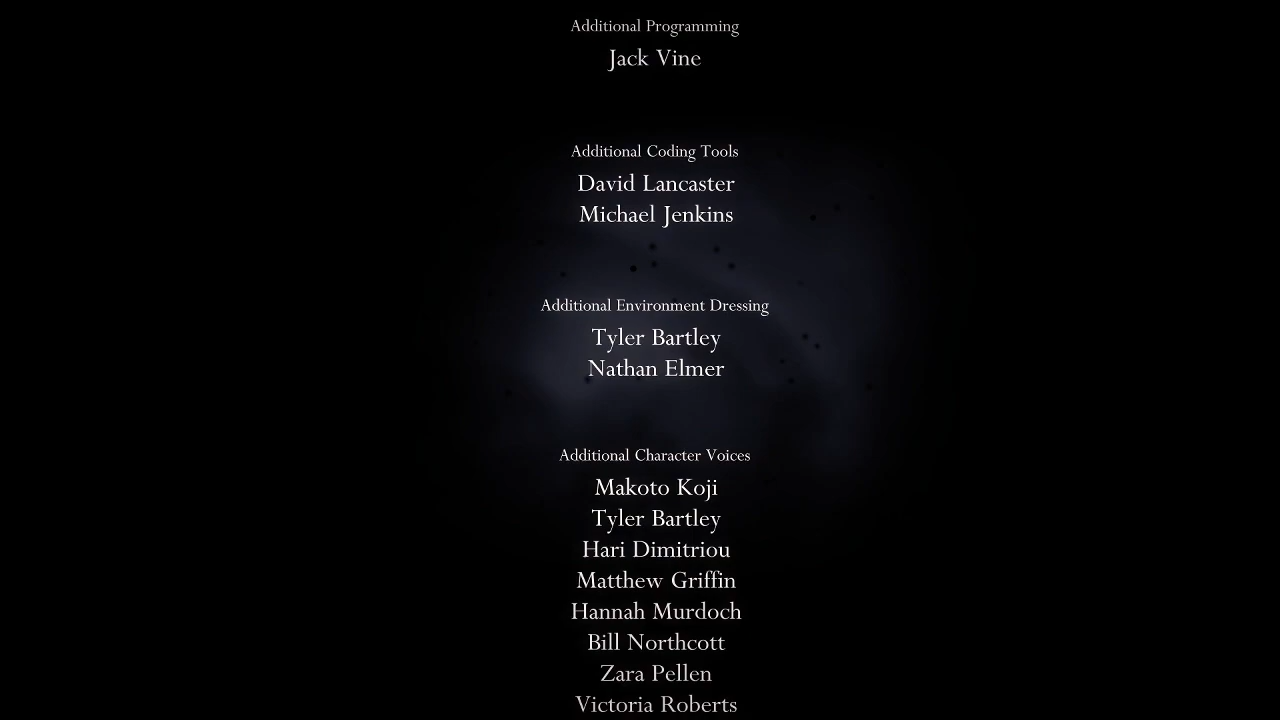 Additional Programming
Jack Vine
Additional Coding Tools
David Lancaster
Michael Jenkins
Additional Environment Dressing
Tyler Bartley
Nathan Elmer
Additional Character Voices
Makoto Koji
Tyler Bartley
Hari Dimitriou
Matthew Griffin
Hannah Murdoch
Bill Northcott
Zara Pellen
Victoria Roberts